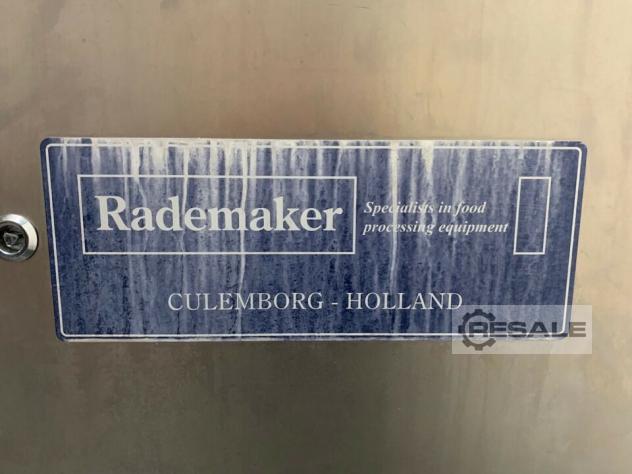 Rademaker
Specialists in food
processing equipment
CULEMBORG - HOLLAND
RESALE